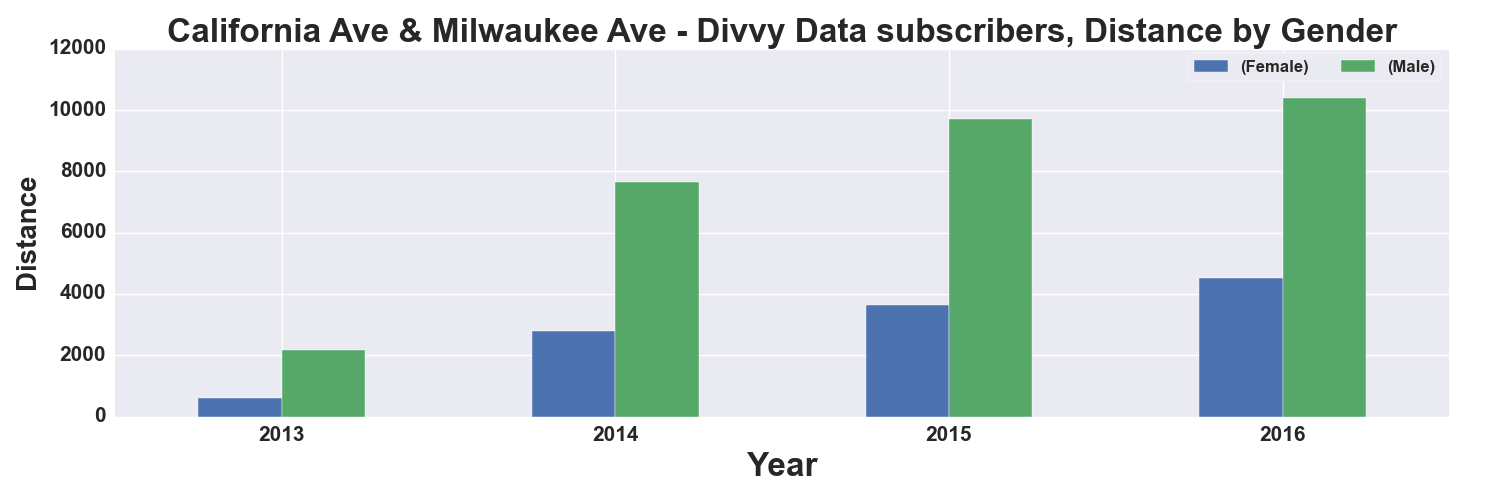 California Ave & Milwaukee Ave - Divvy Data subscribers, Distance by Gender
12000
(Female) (Male)
10000
8000
6000
4000
2000
0
Distance
2013 2014 2015 2016
Year